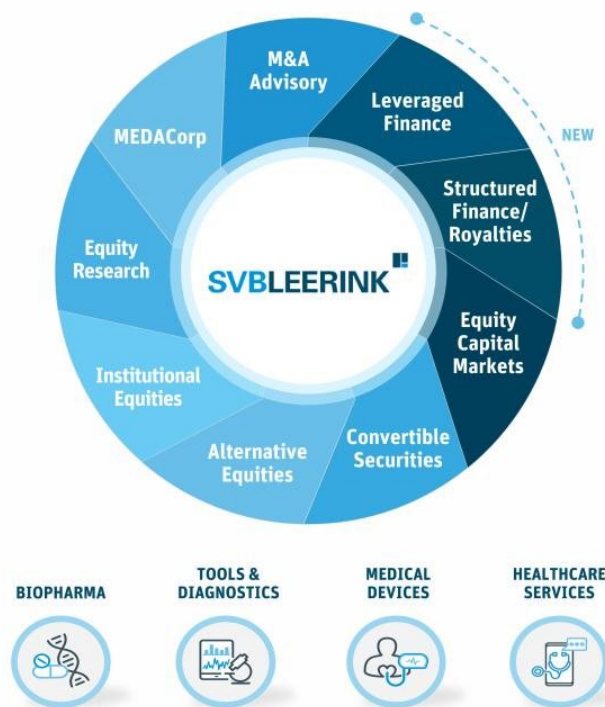 M&A
Advisory
Leveraged
Finance
NEW
Structured
Finance/
Royalties
Equity
Capital
Markets
Convertible
Securities
Alternative
Equities
Institutional
Equities
Equity
Research
MEDACorp
SVBLEERINK
BIOPHARMA
TOOLS &
DIAGNOSTICS
MEDICAL
DEVICES
HEALTHCARE
SERVICES